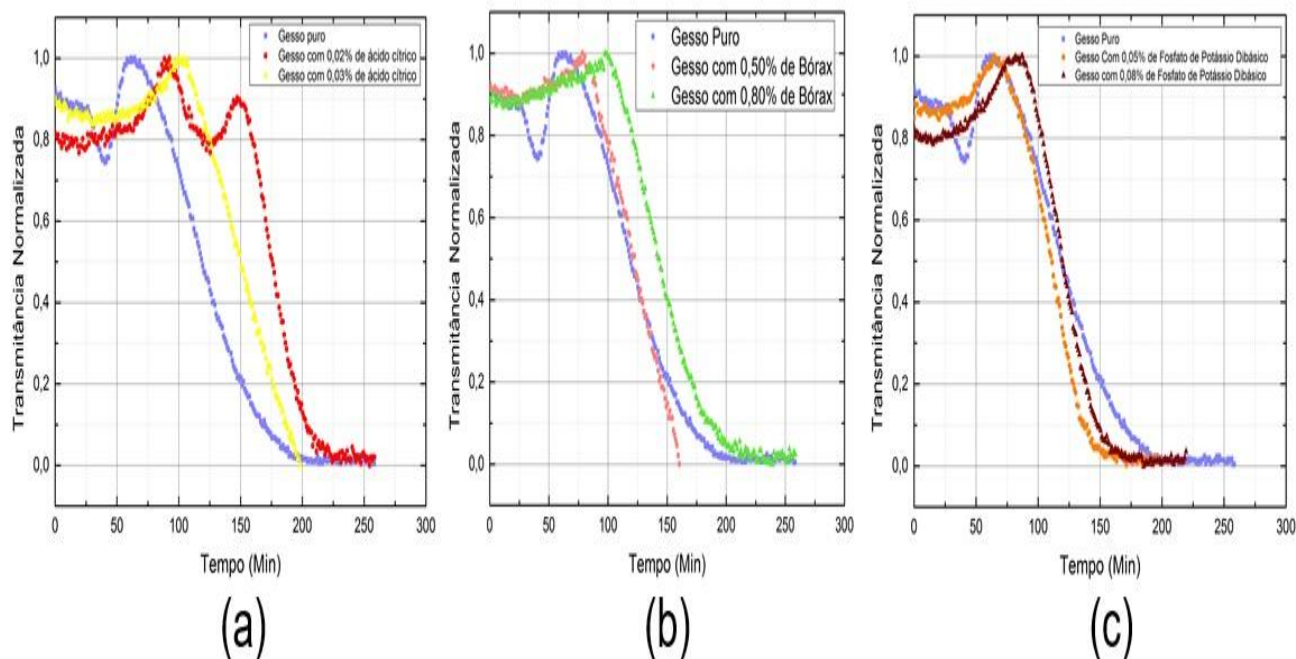 Gesso puro
Gesso com 0,02% de ácido cítrico
Gesso com 0,03% de ácido cítrico
Transmitância Normalizada
1,0
0,8
0,6
0,4
0,2
0,0
0 50 100 150 200 250 300
Tempo (Min)
(a)
Gesso Puro
Gesso com 0,50% de Bórax
Gesso com 0,80% de Bórax
Transmitância Normalizada
1,0
0,8
0,6
0,4
0,2
0,0
0 50 100 150 200 250 300
Tempo (Min)
(b)
Gesso Puro
Gesso Com 0,05% de Fosfato de Potássio Dibásico
Gesso com 0,08% de Fosfato de Potássio Dibásico
Transmitância Normalizada
1,0
0,8
0,6
0,4
0,2
0,0
0 50 100 150 200 250 300
Tempo (Min)
(c)